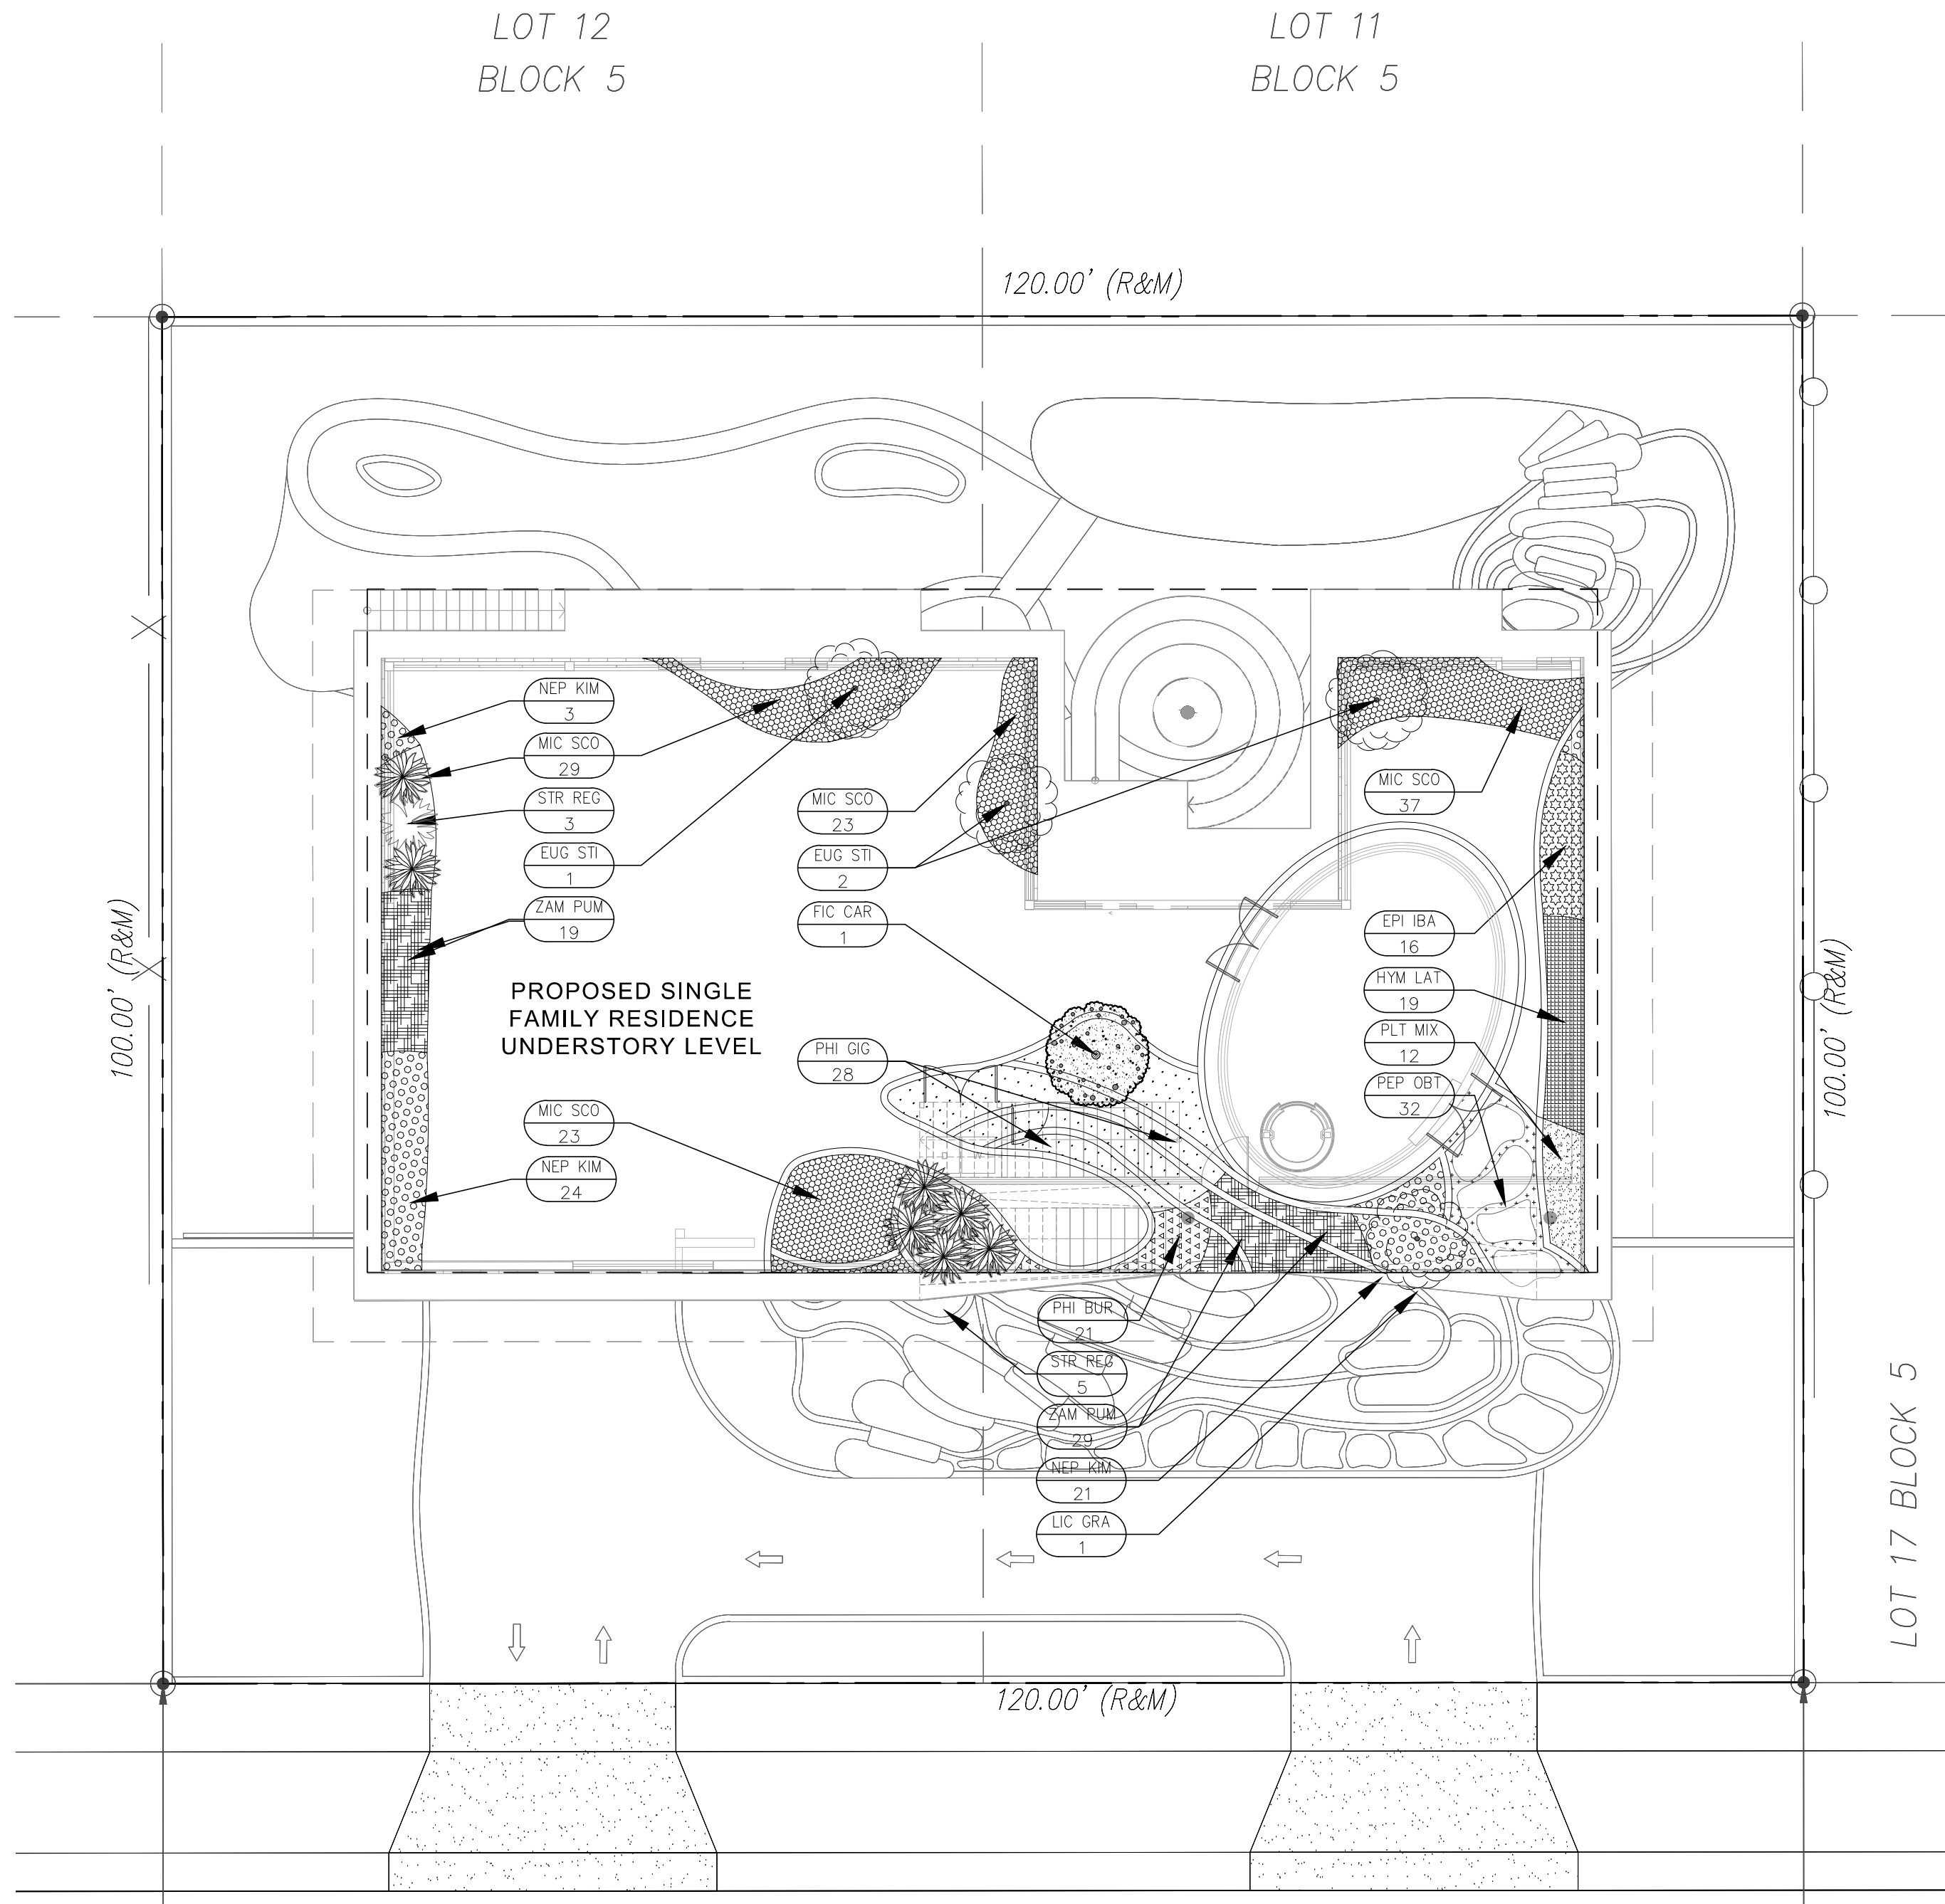 LOT 12
BLOCK 5
LOT 11
BLOCK 5
120.00' (R&M)
NEP KIM
3
MIC SCO
29
STR REG
3
EUG STI
1
ZAM PUM
19
MIC SCO
23
EUG STI
2
FIC CAR
1
MIC SCO
37
EPI IBA
16
HYM LAT
19
PLT MIX
12
PEP OBT
32
100.00' (R&M)
X
X
100.00' (R&M)
PROPOSED SINGLE
FAMILY RESIDENCE
UNDERSTORY LEVEL
PHI GIG
28
MIC SCO
23
NEP KIM
24
D
W
PHI BUR
21
STR REG
5
ZAM PUM
29
NEP KIM
21
LIC GRA
1
LOT 17 BLOCK 5
120.00' (R&M)